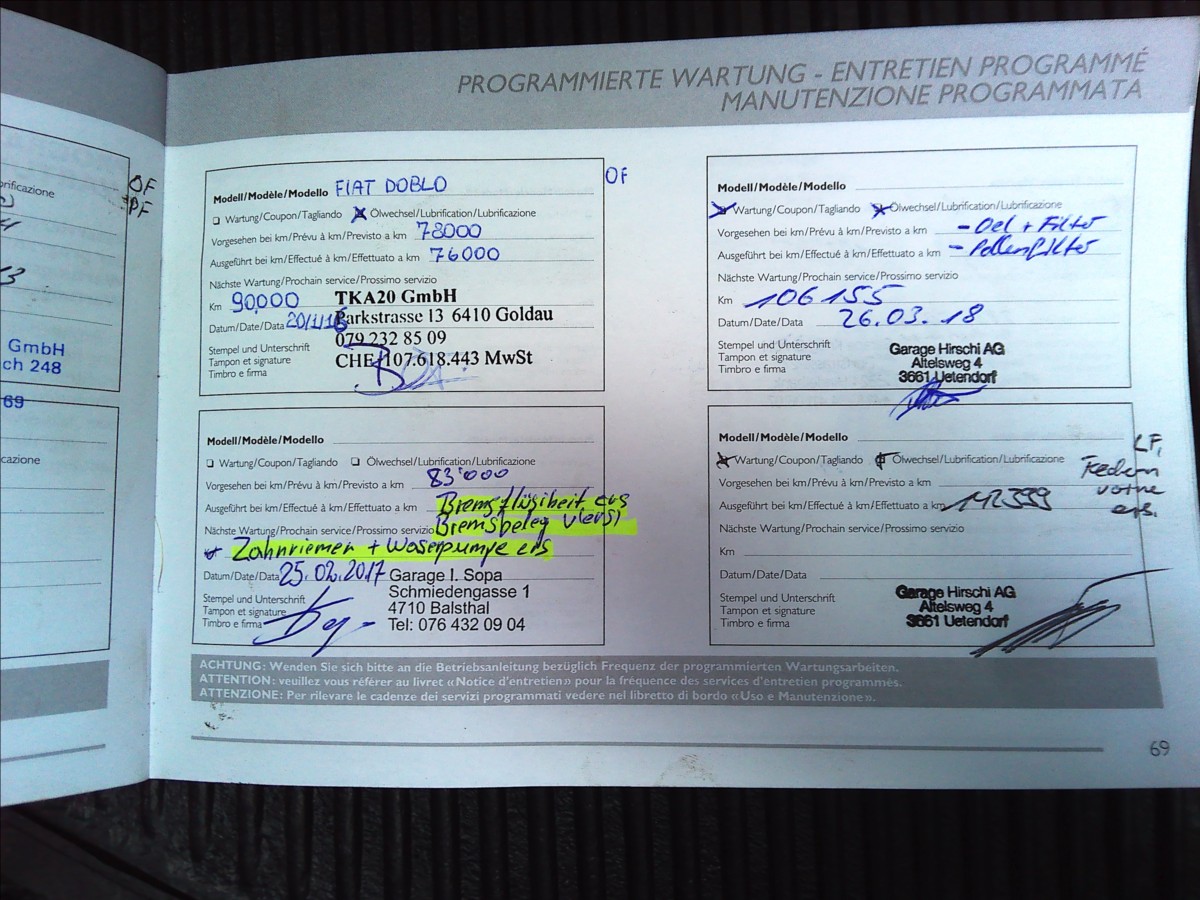 PROGRAMMIERTE WARTUNG - ENTRETIEN PROGRAMMÉ
MANUTENZIONE PROGRAMMATA
rificazione
OF
PF
13
GmbH
ch 248
69
cazione
Modell/Modèle/Modello FIAT DOBLO
OF
Wartung/Coupon/Tagliando Ölwechsel/Lubrification/Lubrificazione
Vorgesehen bei km/Prévu à km/Previsto a km 78000
Ausgeführt bei km/Effectué à km/Effettuato a km 76000
Nächste Wartung/Prochain service/Prossimo servizio
Km 90,000 TKA20 GmbH
Parkstrasse 13 6410 Goldau
Datum/Date/Data 20/1/16
079 232 85 09
Stempel und Unterschrift
Tampon et signature CHE/107.618.443 MwSt
Timbro e firma
Modell/Modèle/Modello
Wartung/Coupon/Tagliando Ölwechsel/Lubrification/Lubrificazione
Vorgesehen bei km/Prévu à km/Previsto a km - Oel + Filter
Ausgeführt bei km/Effectué à km/Effettuato a km - Pollenfilter
Nächste Wartung/Prochain service/Prossimo servizio
Km 106155
Datum/Date/Data 26.03.18
Stempel und Unterschrift Garage Hirschi AG
Tampon et signature Altelsweg 4
Timbro e firma 3661 Uetendorf
Modell/Modèle/Modello
Wartung/Coupon/Tagliando Ölwechsel/Lubrification/Lubrificazione
Vorgesehen bei km/Prévu à km/Previsto a km 83'000
Ausgeführt bei km/Effectué à km/Effettuato a km Bremsflüsibeit ers
Nächste Wartung/Prochain service/Prossimo servizio Bremsbeleg
Zahnriemen + Waserpumpe ers
Datum/Date/Data 25.02.2017 Garage I. Sopa
Stempel und Unterschrift Schmiedengasse 1
Tampon et signature 4710 Balsthal
Timbro e firma Tel: 076 432 09 04
Modell/Modèle/Modello
LF,
Wartung/Coupon/Tagliando Ölwechsel/Lubrification/Lubrificazione
Federn
Vorgesehen bei km/Prévu à km/Previsto a km
vorne
Ausgeführt bei km/Effectué à km/Effettuato a km 142399
ers.
Nächste Wartung/Prochain service/Prossimo servizio
Km
Datum/Date/Data
Stempel und Unterschrift Garage Hirschi AG
Tampon et signature Altelsweg 4
Timbro e firma 3661 Uetendorf
ACHTUNG: Wenden Sie sich bitte an die Betriebsanleitung bezüglich Frequenz der programmierten Wartungsarbeiten.
ATTENTION: veuillez vous référer au livret «Notice d'entretien» pour la fréquence des services d'entretien programmés.
ATTENZIONE: Per rilevare le cadenze dei servizi programmati vedere nel libretto di bordo «Uso e Manutenzione».
69